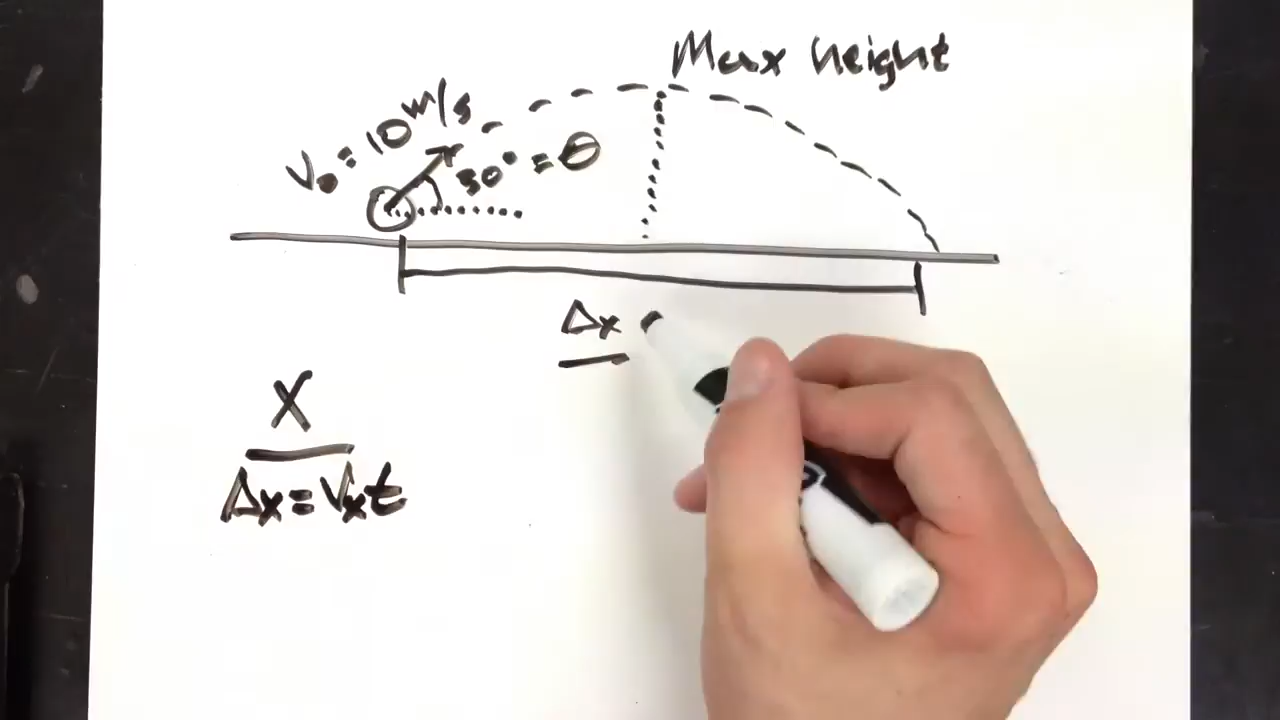 Max height
V₀ = 10 m/s
30° = θ
Δx
X
Δx = Vₓt